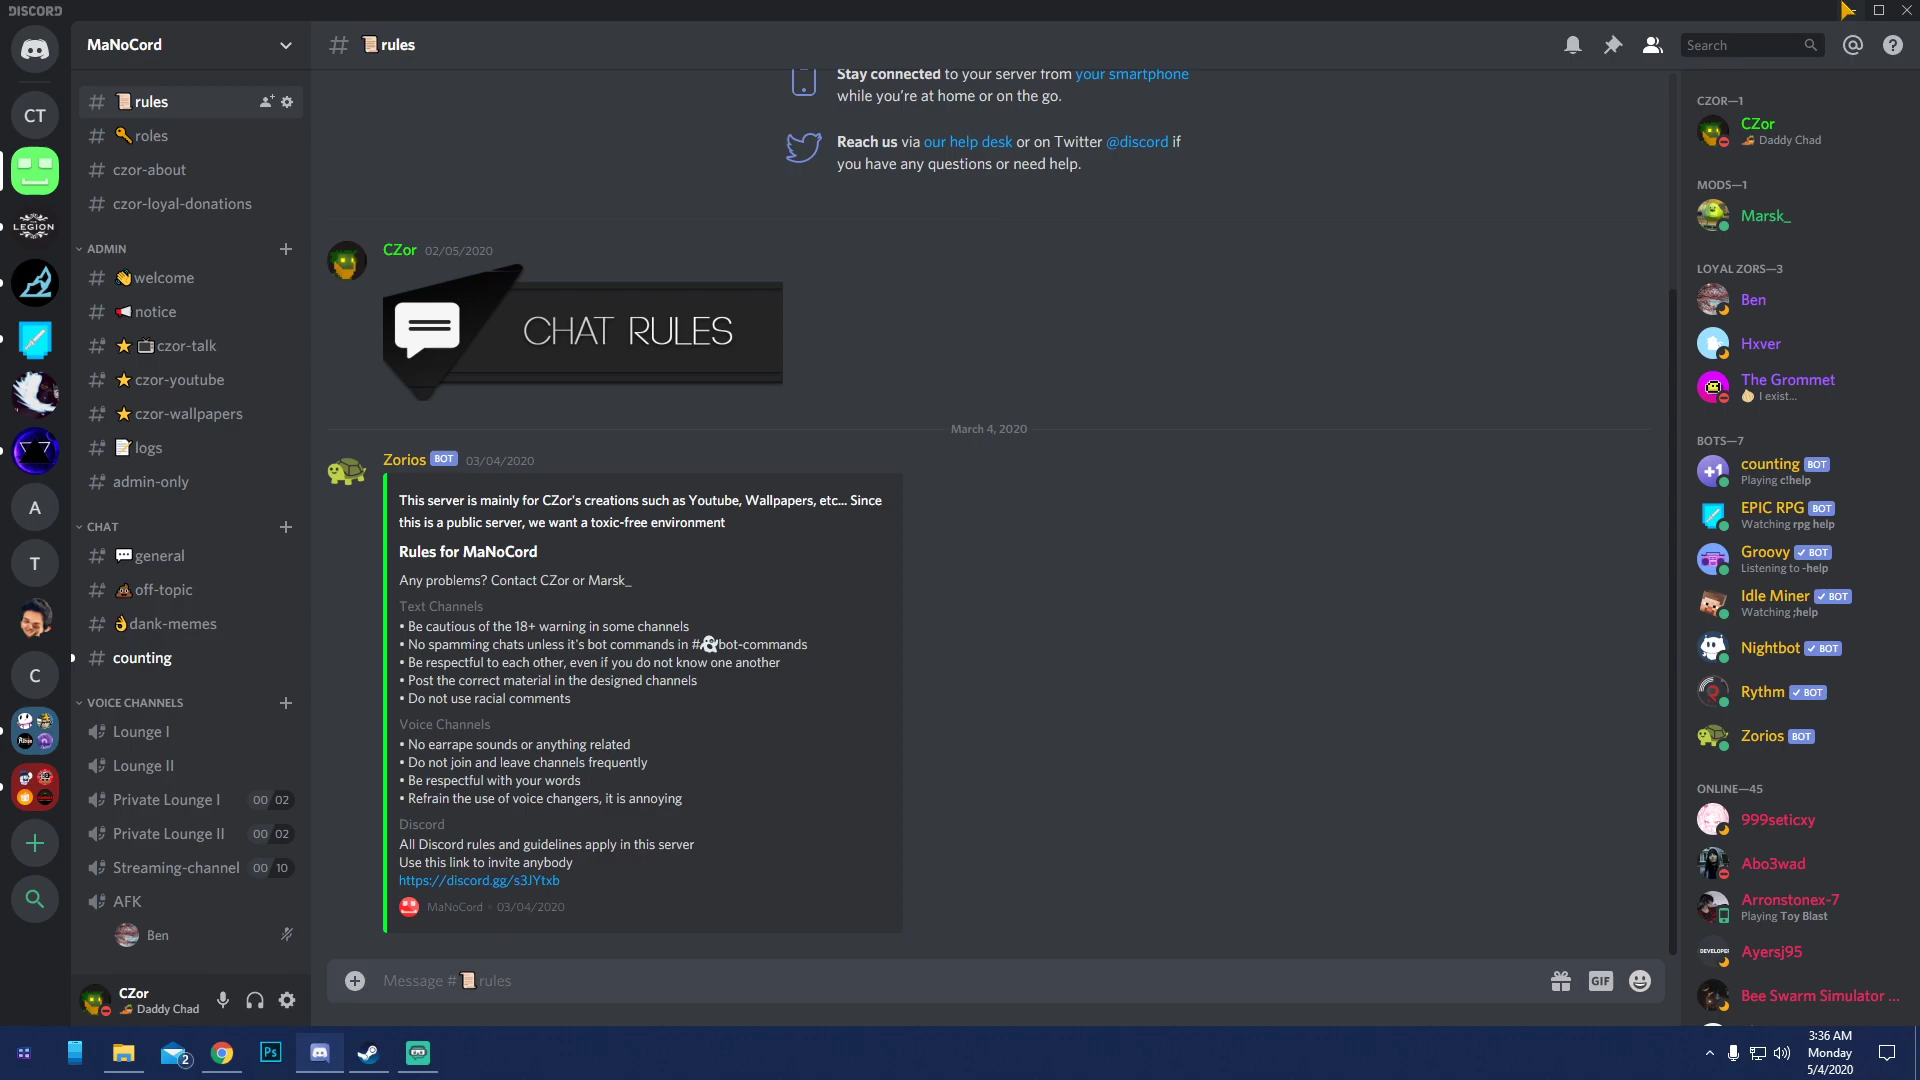 DISCORD
MaNoCord
rules
Search
CT
LEGION
A
T
C
rules
roles
czor-about
czor-loyal-donations
ADMIN
welcome
notice
czor-talk
czor-youtube
czor-wallpapers
logs
admin-only
CHAT
general
off-topic
dank-memes
counting
VOICE CHANNELS
Lounge I
Lounge II
Private Lounge I 00 02
Private Lounge II 00 02
Streaming-channel 00 10
AFK
Ben
CZor
Daddy Chad
Stay connected to your server from your smartphone
while you’re at home or on the go.
Reach us via our help desk or on Twitter @discord if
you have any questions or need help.
CZor 02/05/2020
CHAT RULES
March 4, 2020
Zorios BOT 03/04/2020
This server is mainly for CZor's creations such as Youtube, Wallpapers, etc... Since
this is a public server, we want a toxic-free environment
Rules for MaNoCord
Any problems? Contact CZor or Marsk_
Text Channels
• Be cautious of the 18+ warning in some channels
• No spamming chats unless it's bot commands in #👻bot-commands
• Be respectful to each other, even if you do not know one another
• Post the correct material in the designed channels
• Do not use racial comments
Voice Channels
• No earrape sounds or anything related
• Do not join and leave channels frequently
• Be respectful with your words
• Refrain the use of voice changers, it is annoying
Discord
All Discord rules and guidelines apply in this server
Use this link to invite anybody
https://discord.gg/s3JYtxb
MaNoCord • 03/04/2020
Message #📜rules
GIF
CZOR—1
CZor
Daddy Chad
MODS—1
Marsk_
LOYAL ZORS—3
Ben
Hxver
The Grommet
I exist...
BOTS—7
+1
counting BOT
Playing c!help
EPIC RPG BOT
Watching rpg help
Groovy ✓ BOT
Listening to -help
Idle Miner ✓ BOT
Watching ;help
Nightbot ✓ BOT
Rythm ✓ BOT
Zorios BOT
ONLINE—45
999seticxy
Abo3wad
Arronstonex-7
Playing Toy Blast
DEVELOPER
Ayersj95
Bee Swarm Simulator ...
2
Ps
3:36 AM
Monday
5/4/2020